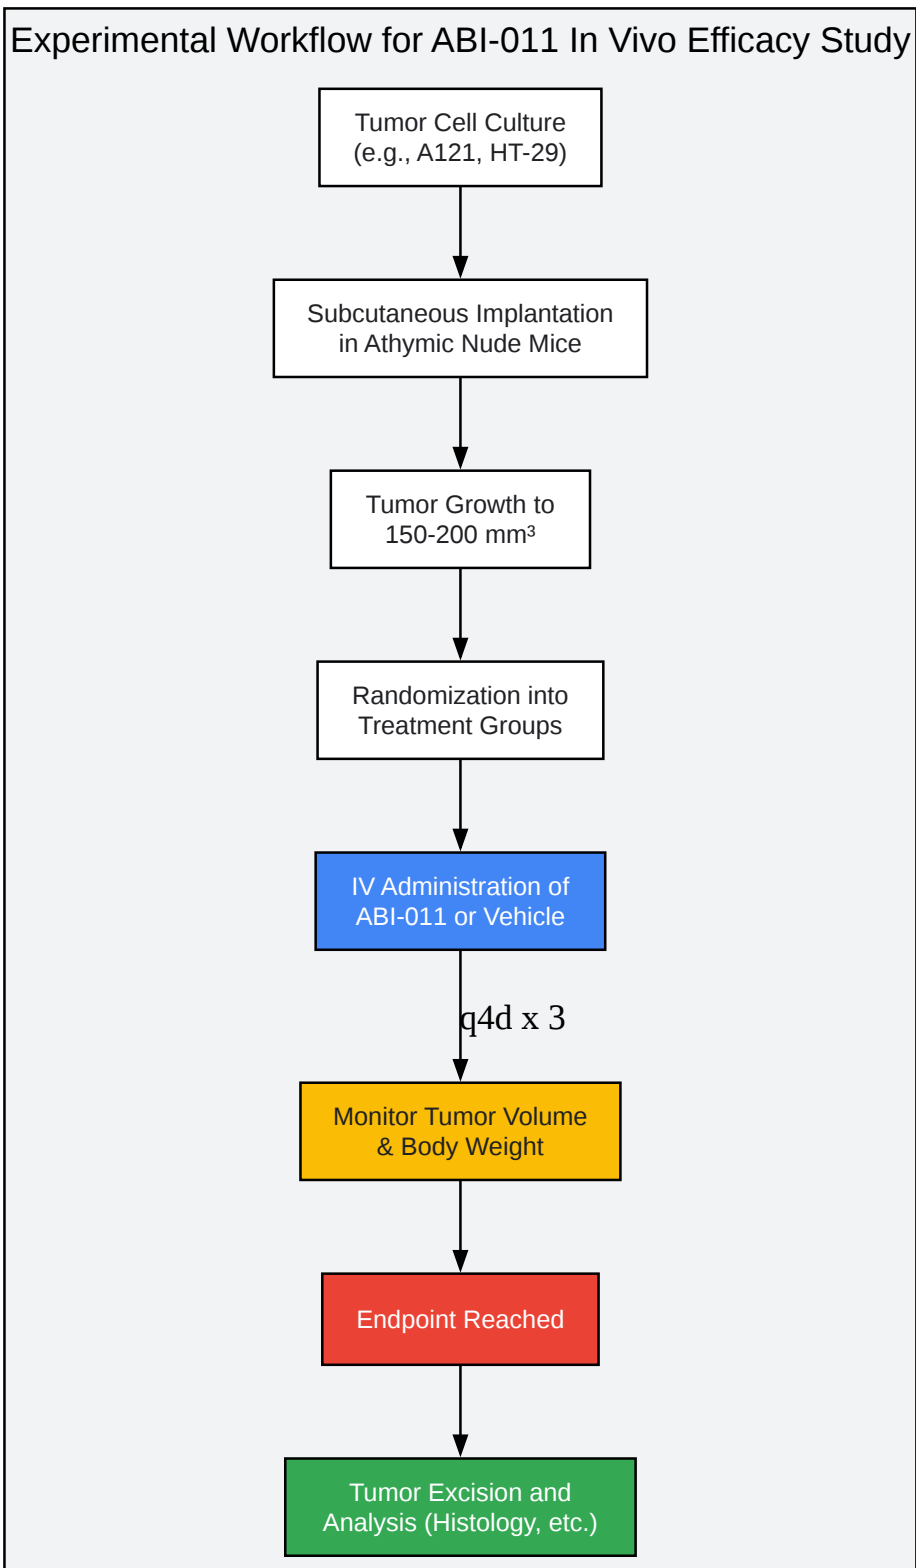 Experimental Workflow for ABI-011 In Vivo Efficacy Study
Tumor Cell Culture
(e.g., A121, HT-29)
Subcutaneous Implantation
in Athymic Nude Mice
Tumor Growth to
150-200 mm³
Randomization into
Treatment Groups
IV Administration of
ABI-011 or Vehicle
q4d x 3
Monitor Tumor Volume
& Body Weight
Endpoint Reached
Tumor Excision and
Analysis (Histology, etc.)